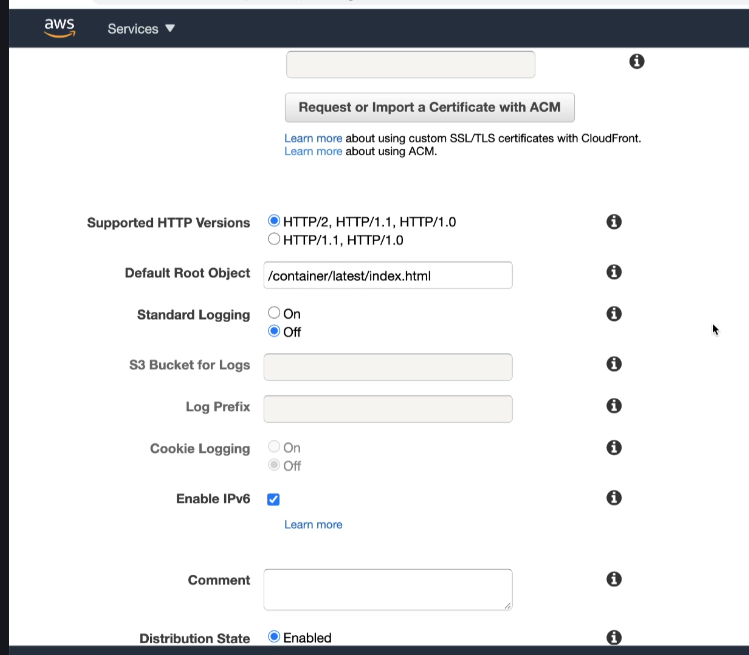 aws
Services ▼
Request or Import a Certificate with ACM
Learn more about using custom SSL/TLS certificates with CloudFront.
Learn more about using ACM.
Supported HTTP Versions
HTTP/2, HTTP/1.1, HTTP/1.0
HTTP/1.1, HTTP/1.0
Default Root Object
/container/latest/index.html
Standard Logging
On
Off
S3 Bucket for Logs
Log Prefix
Cookie Logging
On
Off
Enable IPv6
Learn more
Comment
Distribution State
Enabled